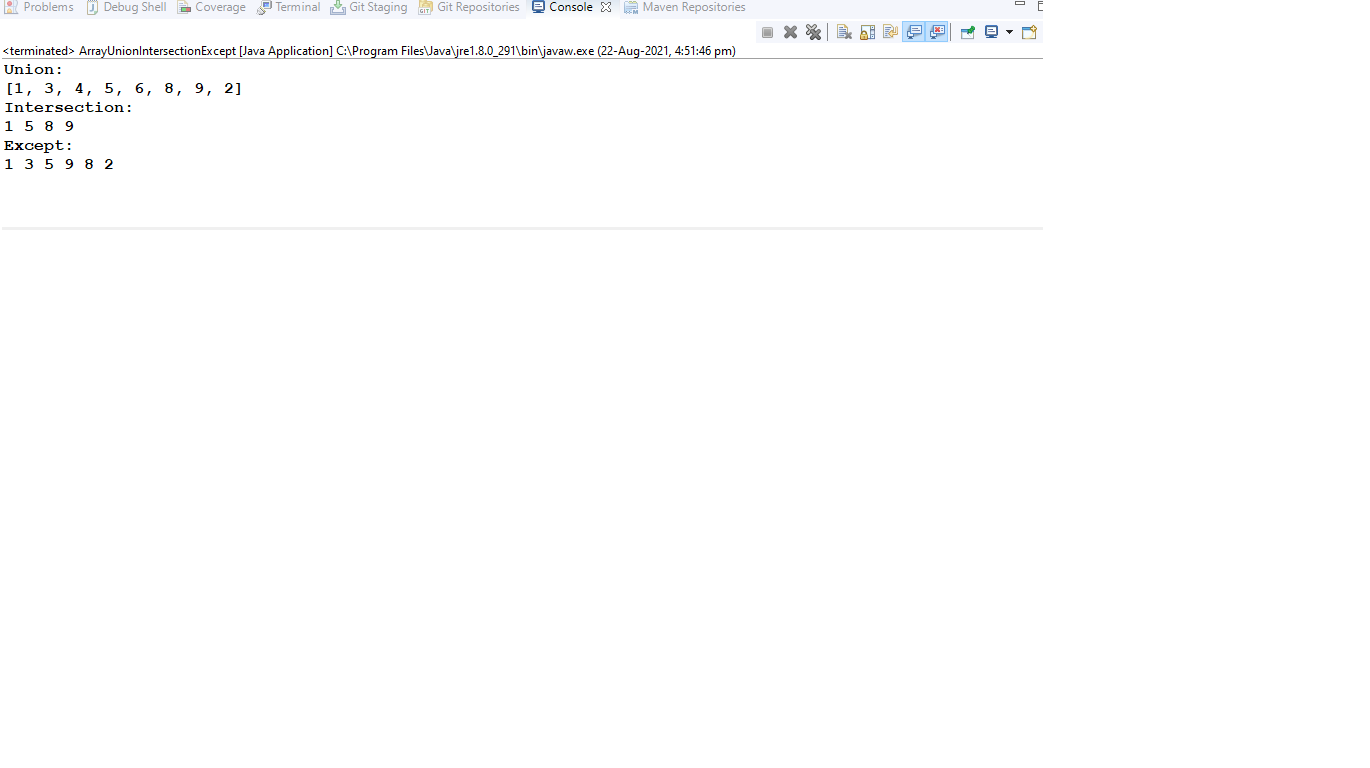 Problems Debug Shell Coverage Terminal Git Staging Git Repositories Console Maven Repositories
<terminated> ArrayUnionIntersectionExcept [Java Application] C:\Program Files\Java\jre1.8.0_291\bin\javaw.exe (22-Aug-2021, 4:51:46 pm)
Union:
[1, 3, 4, 5, 6, 8, 9, 2]
Intersection:
1 5 8 9
Except:
1 3 5 9 8 2